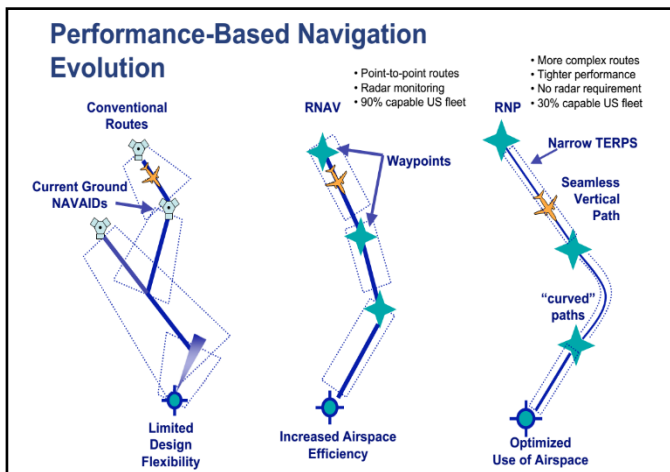 Performance-Based Navigation
Evolution
Conventional
Routes
Current Ground
NAVAIDs
Limited
Design
Flexibility
• Point-to-point routes
• Radar monitoring
• 90% capable US fleet
RNAV
Waypoints
Increased Airspace
Efficiency
• More complex routes
• Tighter performance
• No radar requirement
• 30% capable US fleet
RNP
Narrow TERPS
Seamless
Vertical
Path
“curved”
paths
Optimized
Use of Airspace